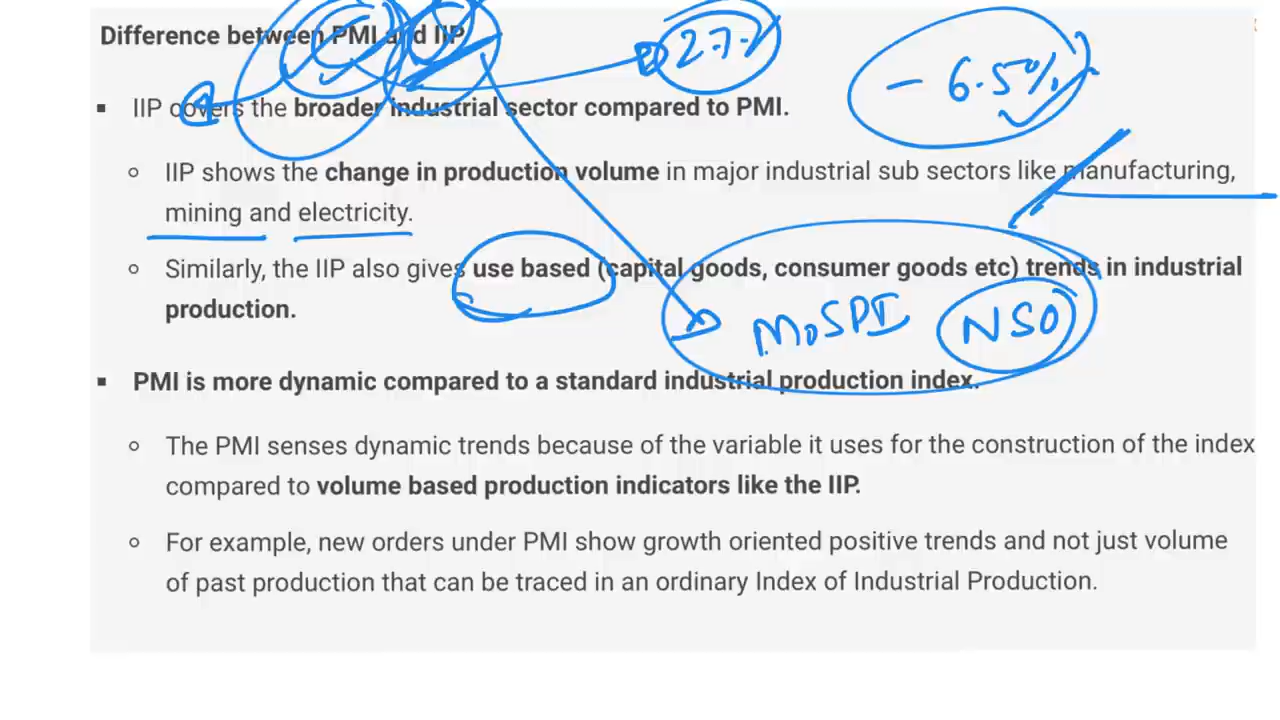 Difference between PMI and IIP
27.7
- 6.5%
▪ IIP covers the broader industrial sector compared to PMI.
○ IIP shows the change in production volume in major industrial sub sectors like manufacturing,
mining and electricity.
○ Similarly, the IIP also gives use based (capital goods, consumer goods etc) trends in industrial
production.
MoSPI NSO
▪ PMI is more dynamic compared to a standard industrial production index.
○ The PMI senses dynamic trends because of the variable it uses for the construction of the index
compared to volume based production indicators like the IIP.
○ For example, new orders under PMI show growth oriented positive trends and not just volume
of past production that can be traced in an ordinary Index of Industrial Production.